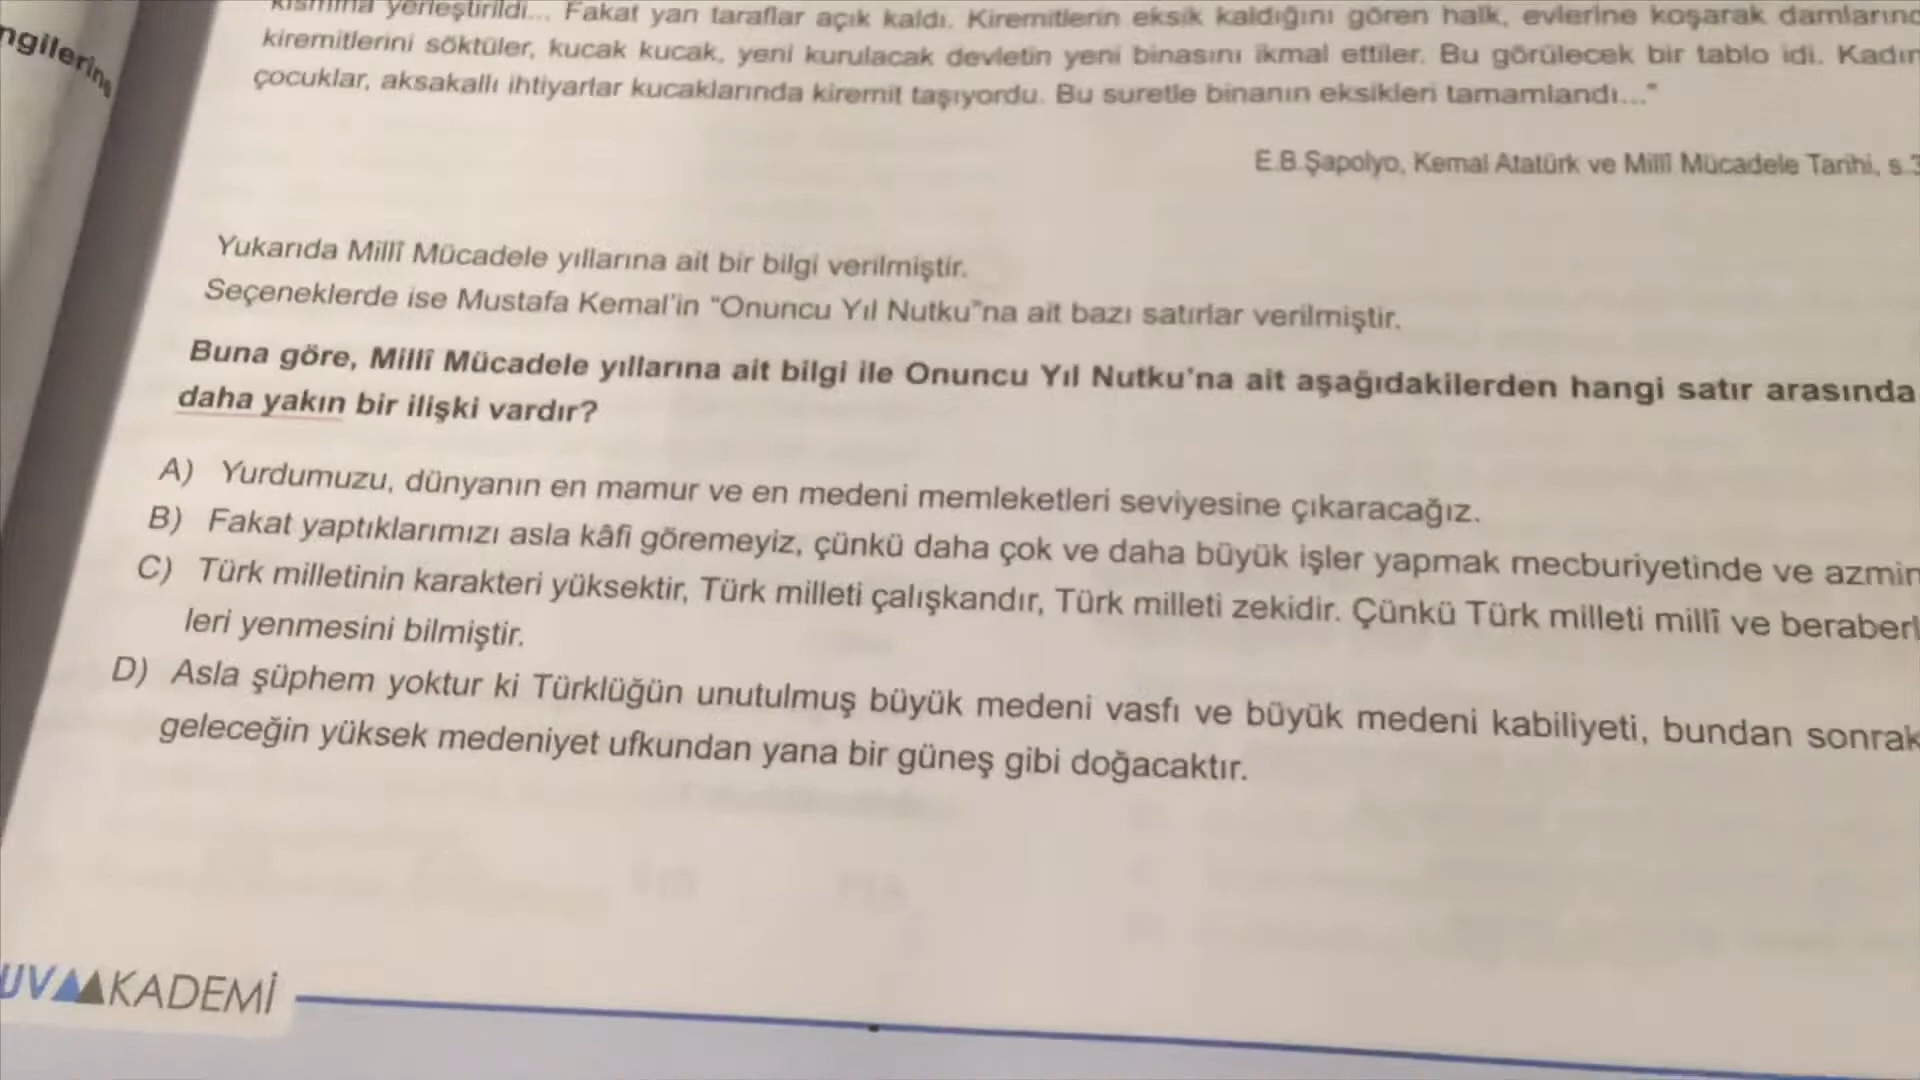 ngilerine
kısmına yerleştirildi... Fakat yan taraflar açık kaldı. Kiremitlerin eksik kaldığını gören halk, evlerine koşarak
kiremitlerini söktüler, kucak kucak, yeni kurulacak devletin yeni binasını ikmal ettiler. Bu görülecek bir tablo idi.
çocuklar, aksakallı ihtiyarlar kucaklarında kiremit taşıyordu. Bu suretle binanın eksikleri tamamlandı..."
E.B.Şapolyo, Kemal Atatürk ve Millî Mücadele Tarihi, s.3
Yukarıda Millî Mücadele yıllarına ait bir bilgi verilmiştir.
Seçeneklerde ise Mustafa Kemal'in "Onuncu Yıl Nutku"na ait bazı satırlar verilmiştir.
Buna göre, Millî Mücadele yıllarına ait bilgi ile Onuncu Yıl Nutku'na ait aşağıdakilerden hangi satır arasında
daha yakın bir ilişki vardır?
A) Yurdumuzu, dünyanın en mamur ve en medeni memleketleri seviyesine çıkaracağız.
B) Fakat yaptıklarımızı asla kâfi göremeyiz, çünkü daha çok ve daha büyük işler yapmak mecburiyetinde ve azmin
C) Türk milletinin karakteri yüksektir, Türk milleti çalışkandır, Türk milleti zekidir. Çünkü Türk milleti millî ve beraberl
leri yenmesini bilmiştir.
D) Asla şüphem yoktur ki Türklüğün unutulmuş büyük medeni vasfı ve büyük medeni kabiliyeti, bundan sonrak
geleceğin yüksek medeniyet ufkundan yana bir güneş gibi doğacaktır.
UVAAKADEMİ